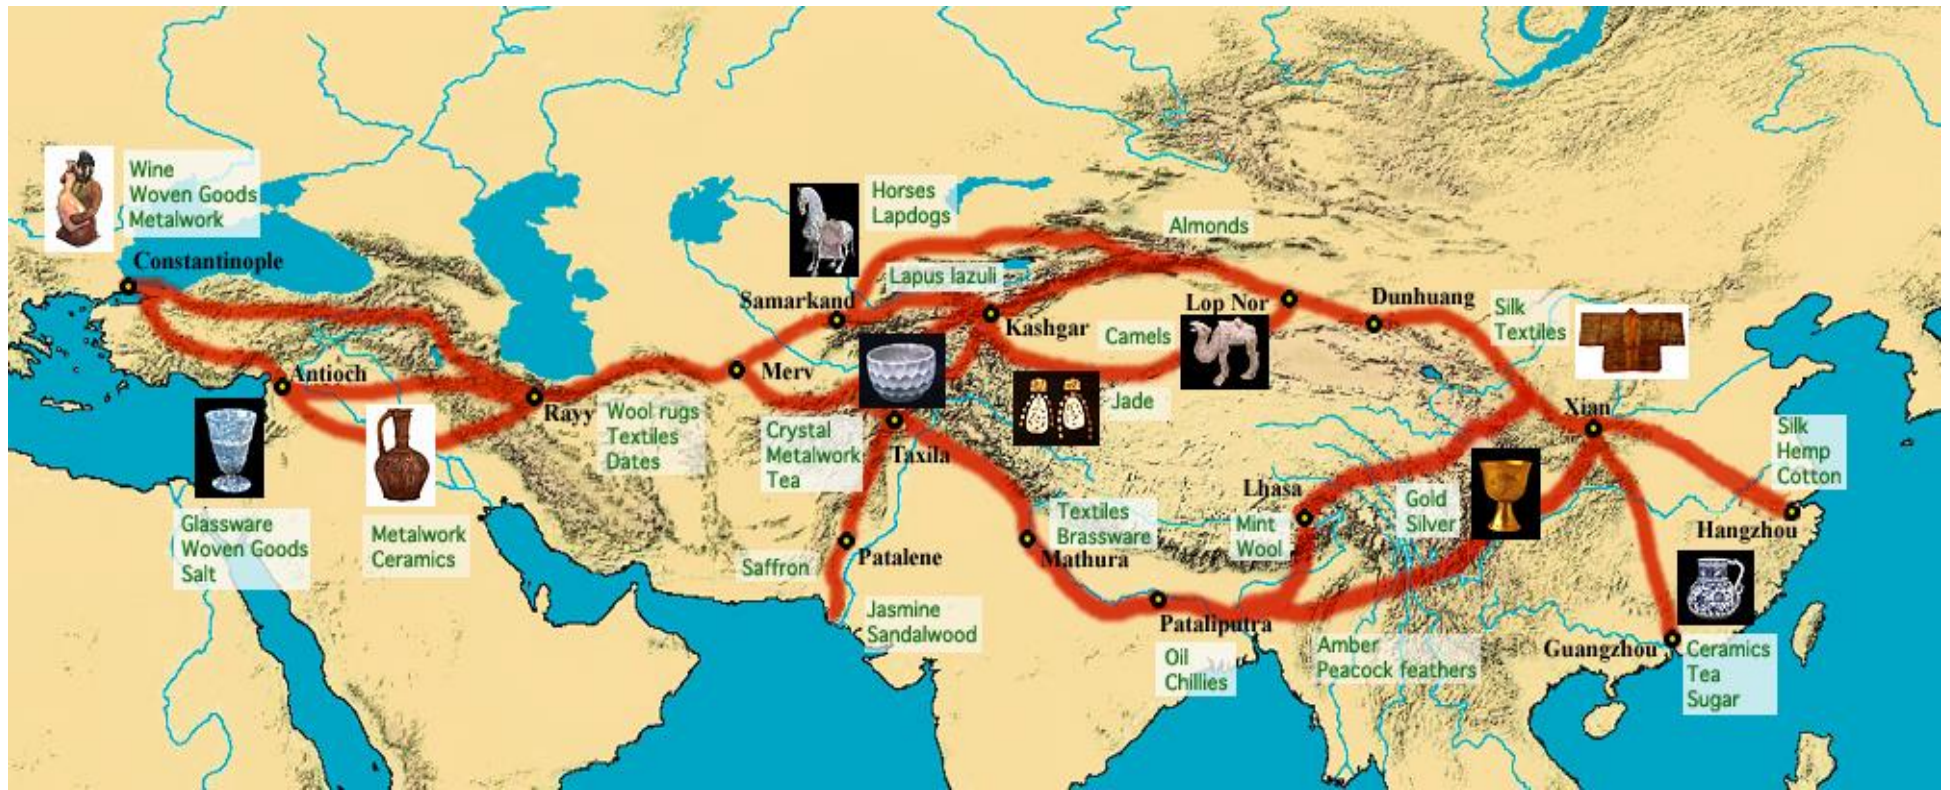 Wine
Woven Goods
Metalwork
Constantinople
Antioch
Glassware
Woven Goods
Salt
Metalwork
Ceramics
Rayy
Wool rugs
Textiles
Dates
Merv
Samarkand
Horses
Lapdogs
Lapus lazuli
Kashgar
Almonds
Camels
Jade
Lop Nor
Dunhuang
Silk
Textiles
Xian
Silk
Hemp
Cotton
Hangzhou
Guangzhou
Ceramics
Tea
Sugar
Crystal
Metalwork
Tea
Taxila
Saffron
Patalene
Jasmine
Sandalwood
Textiles
Brassware
Mathura
Pataliputra
Oil
Chillies
Lhasa
Mint
Wool
Gold
Silver
Amber
Peacock feathers